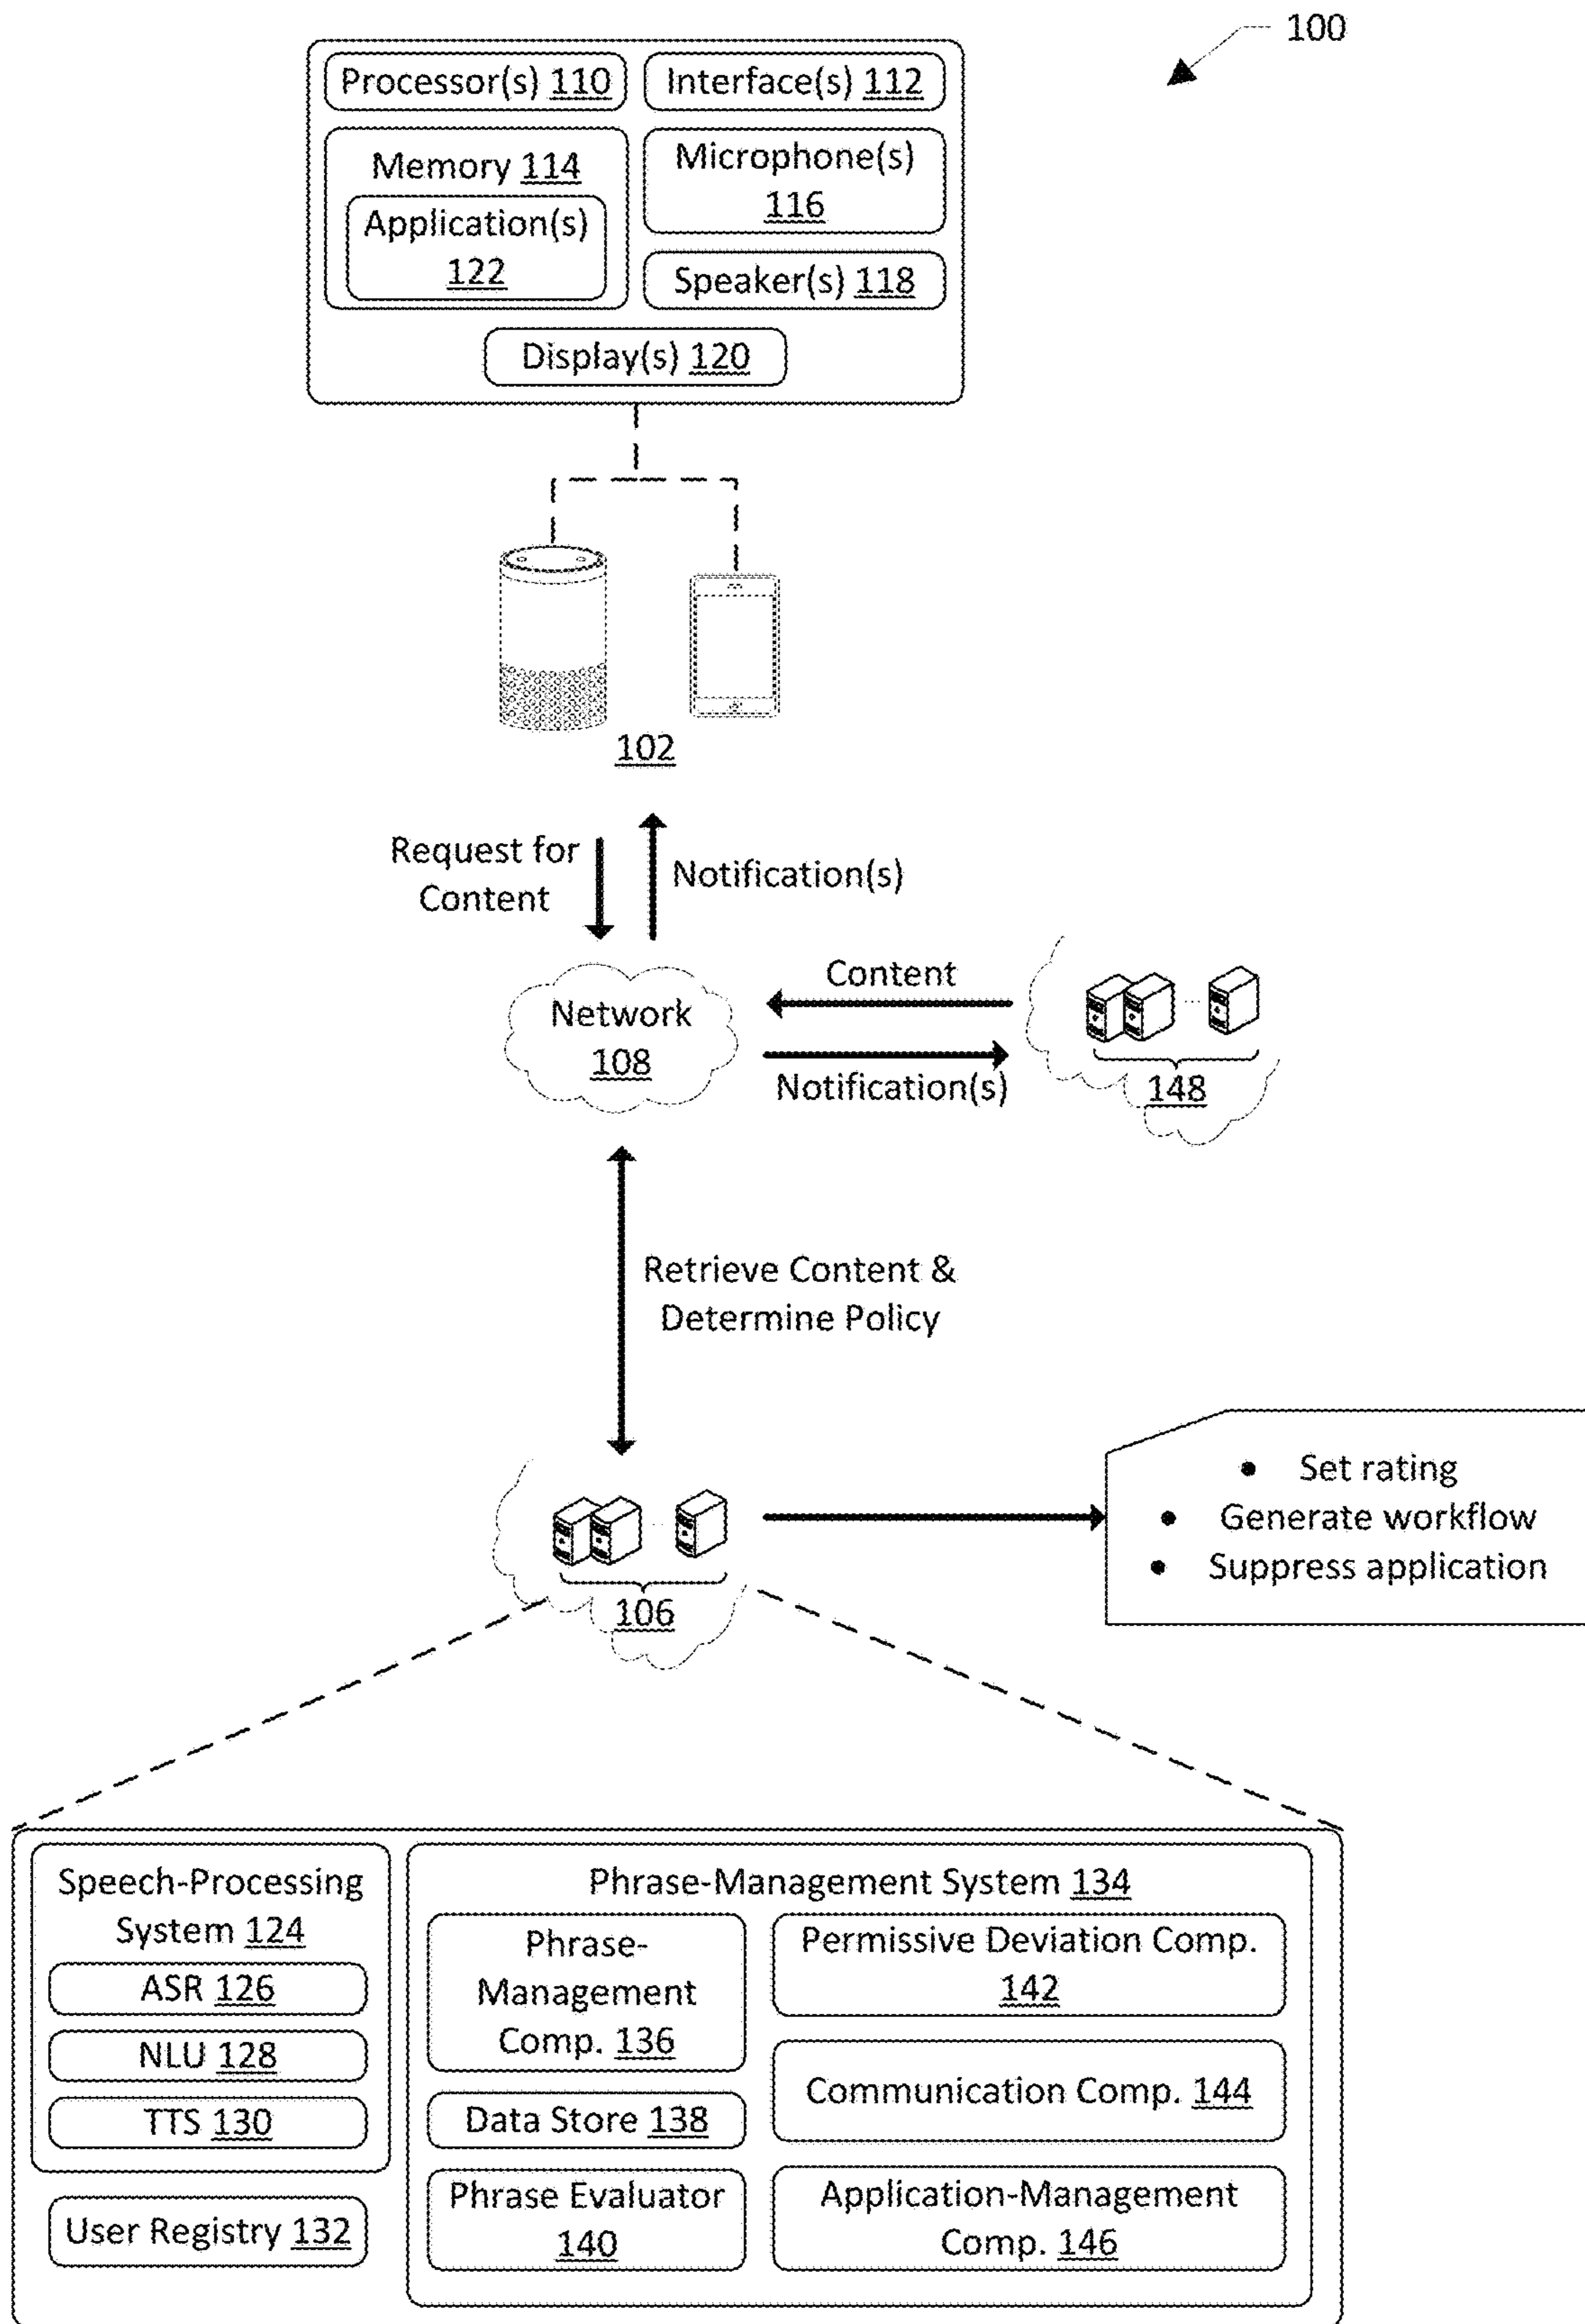 100
Processor(s) 110
Interface(s) 112
Memory 114
Application(s)
122
Microphone(s)
116
Speaker(s) 118
Display(s) 120
102
Request for
Content
Notification(s)
Network
108
Content
Notification(s)
148
Retrieve Content &
Determine Policy
106
• Set rating
• Generate workflow
• Suppress application
Speech-Processing
System 124
ASR 126
NLU 128
TTS 130
User Registry 132
Phrase-Management System 134
Phrase-
Management
Comp. 136
Data Store 138
Phrase Evaluator
140
Permissive Deviation Comp.
142
Communication Comp. 144
Application-Management
Comp. 146